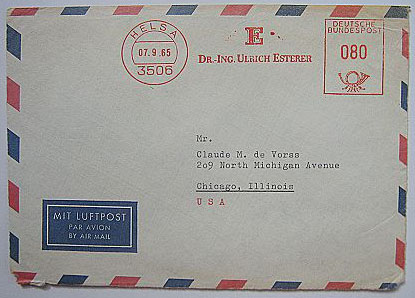 HELSA
07.9.65
3506
E
DR.-ING. ULRICH ESTERER
DEUTSCHE
BUNDESPOST
080
Mr.
Claude M. de Vorss
209 North Michigan Avenue
Chicago, Illinois
USA
MIT LUFTPOST
PAR AVION
BY AIR MAIL